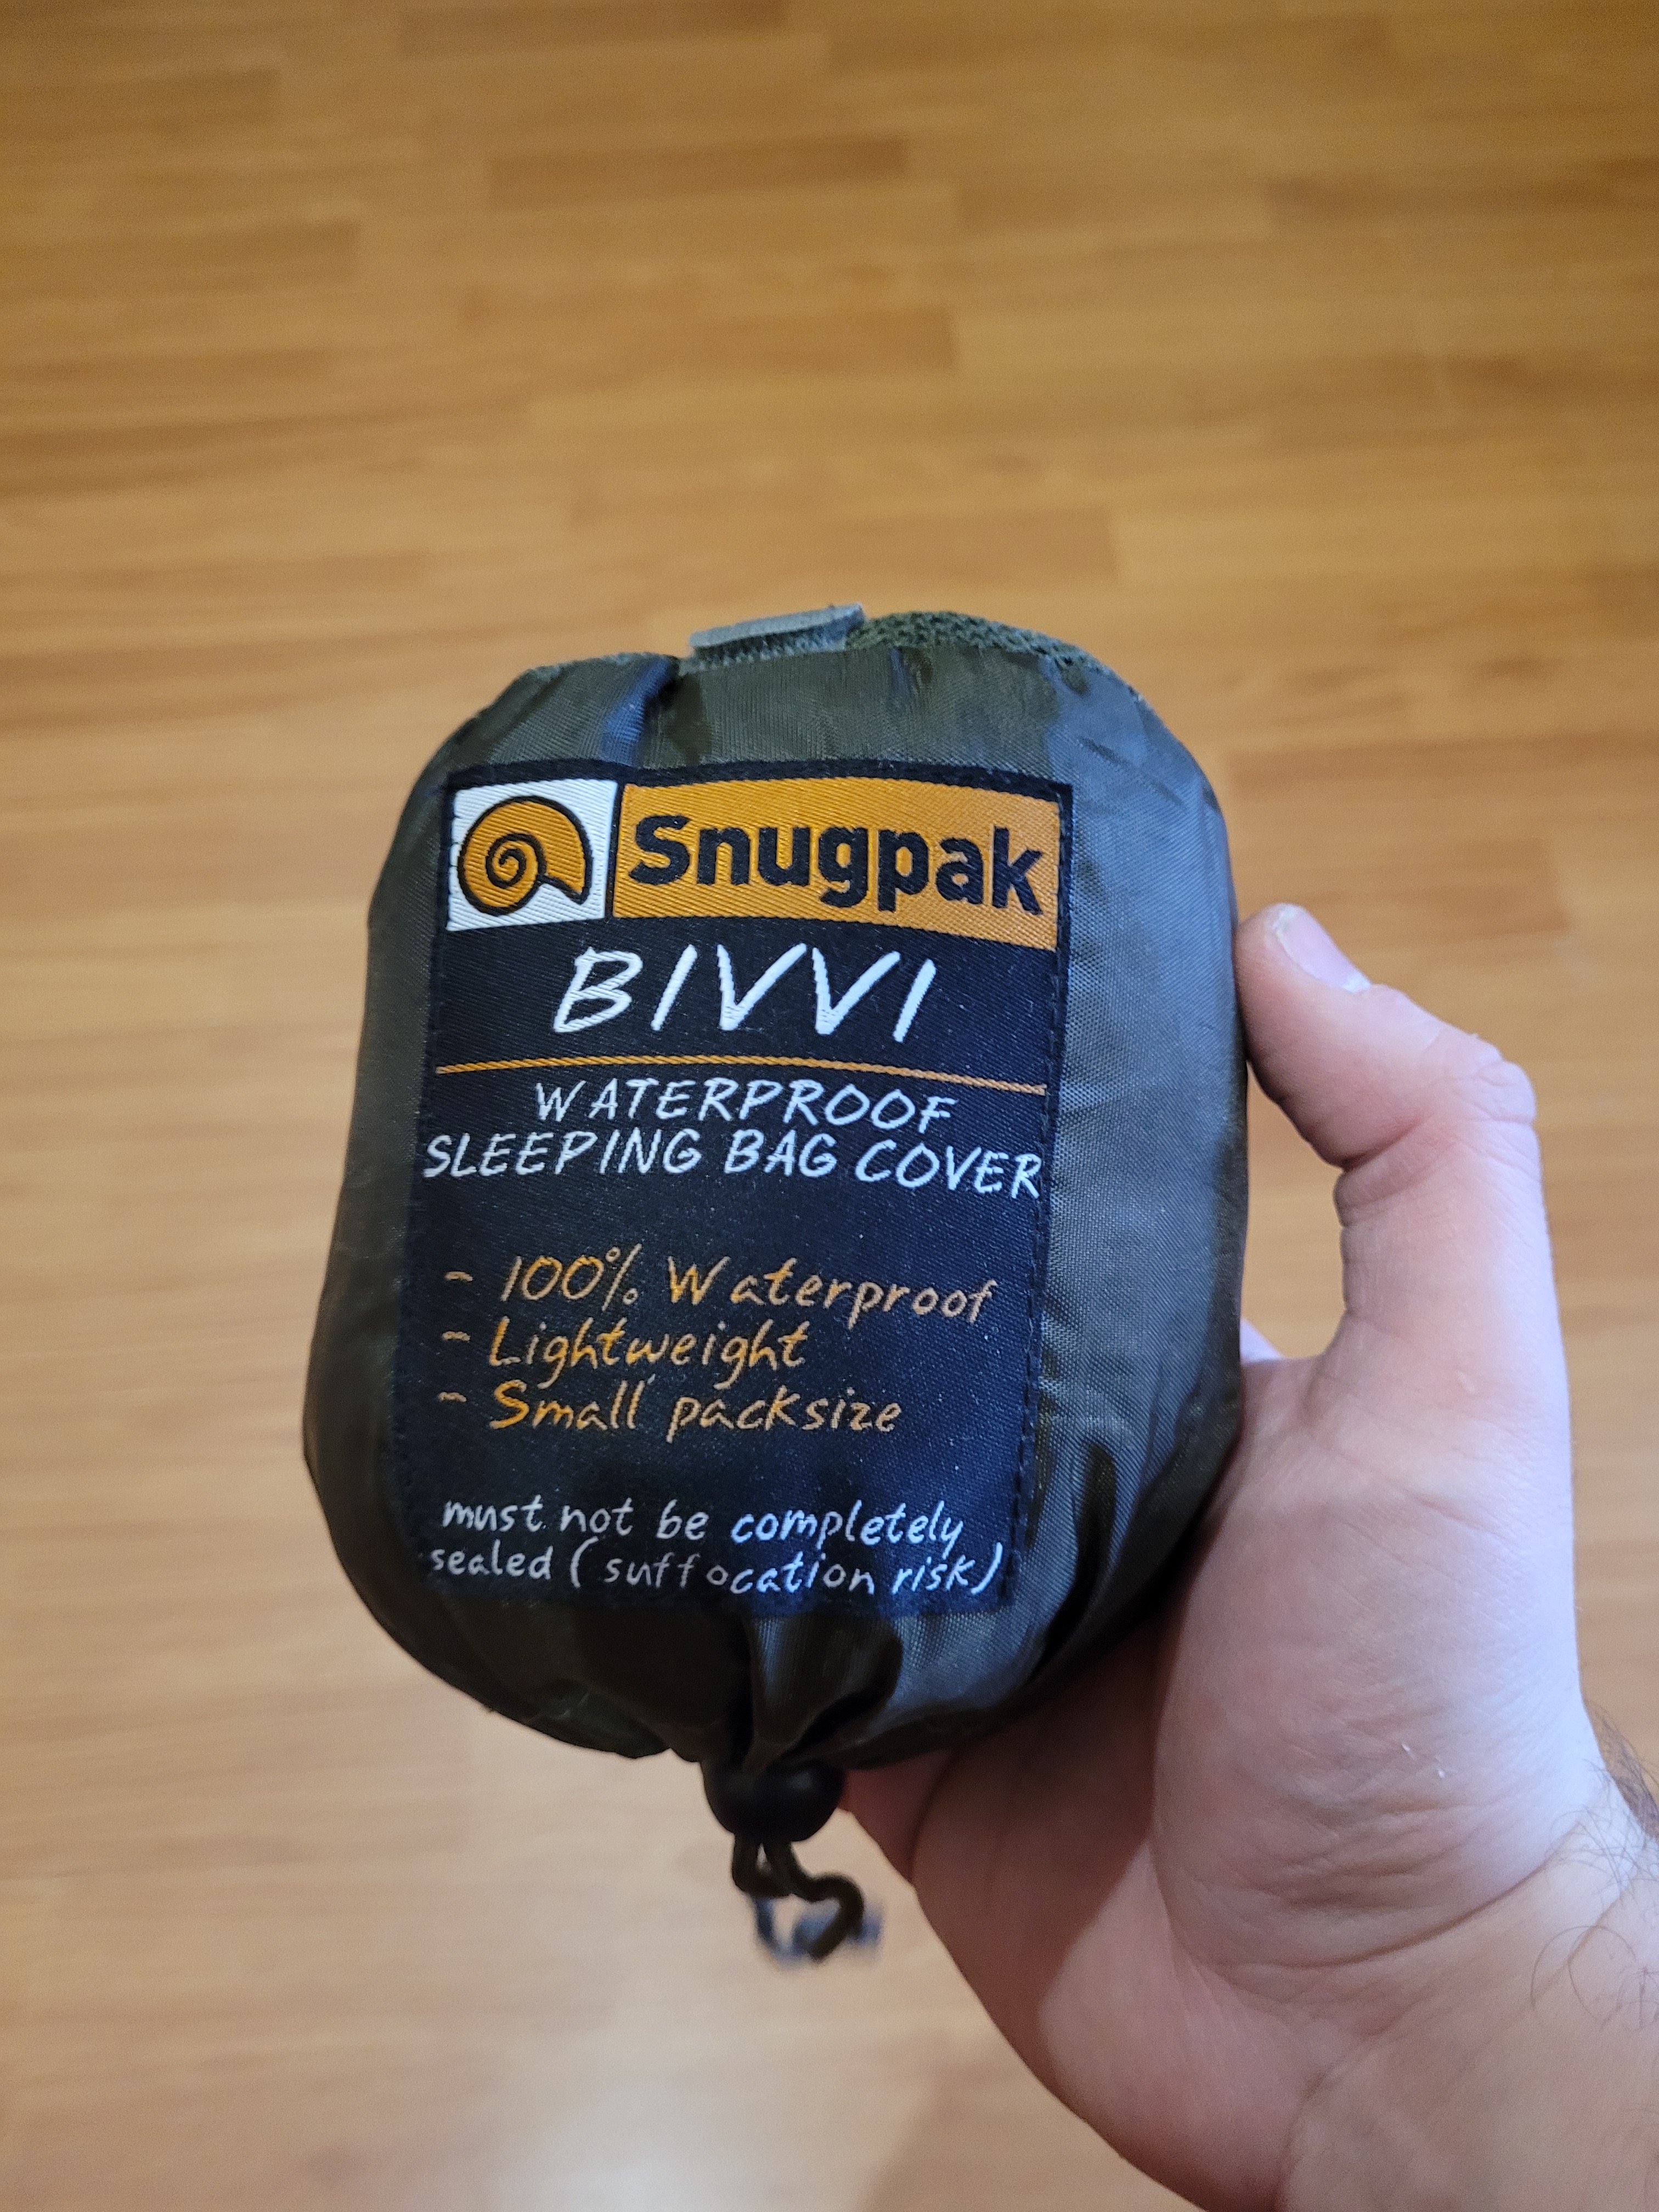 Snugpak
BIVVI
WATERPROOF
SLEEPING BAG COVER
- 100% Waterproof
- Lightweight
- Small packsize
must not be completely
sealed (suffocation risk)